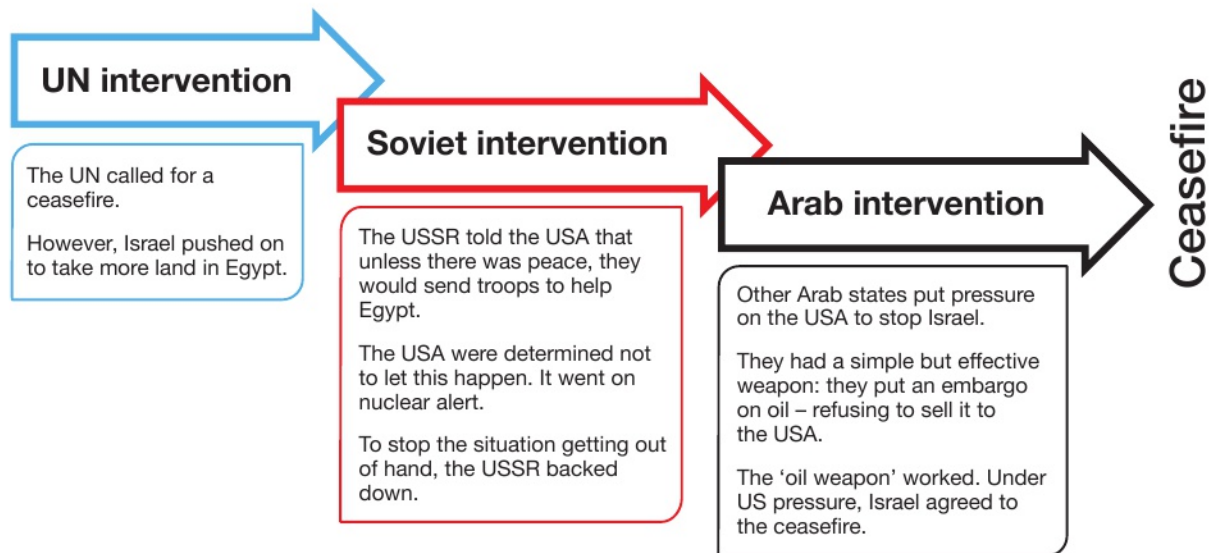 UN intervention
The UN called for a
ceasefire.
However, Israel pushed on
to take more land in Egypt.
Soviet intervention
The USSR told the USA that
unless there was peace, they
would send troops to help
Egypt.
The USA were determined not
to let this happen. It went on
nuclear alert.
To stop the situation getting out
of hand, the USSR backed
down.
Arab intervention
Other Arab states put pressure
on the USA to stop Israel.
They had a simple but effective
weapon: they put an embargo
on oil – refusing to sell it to
the USA.
The ‘oil weapon’ worked. Under
US pressure, Israel agreed to
the ceasefire.
Ceasefire